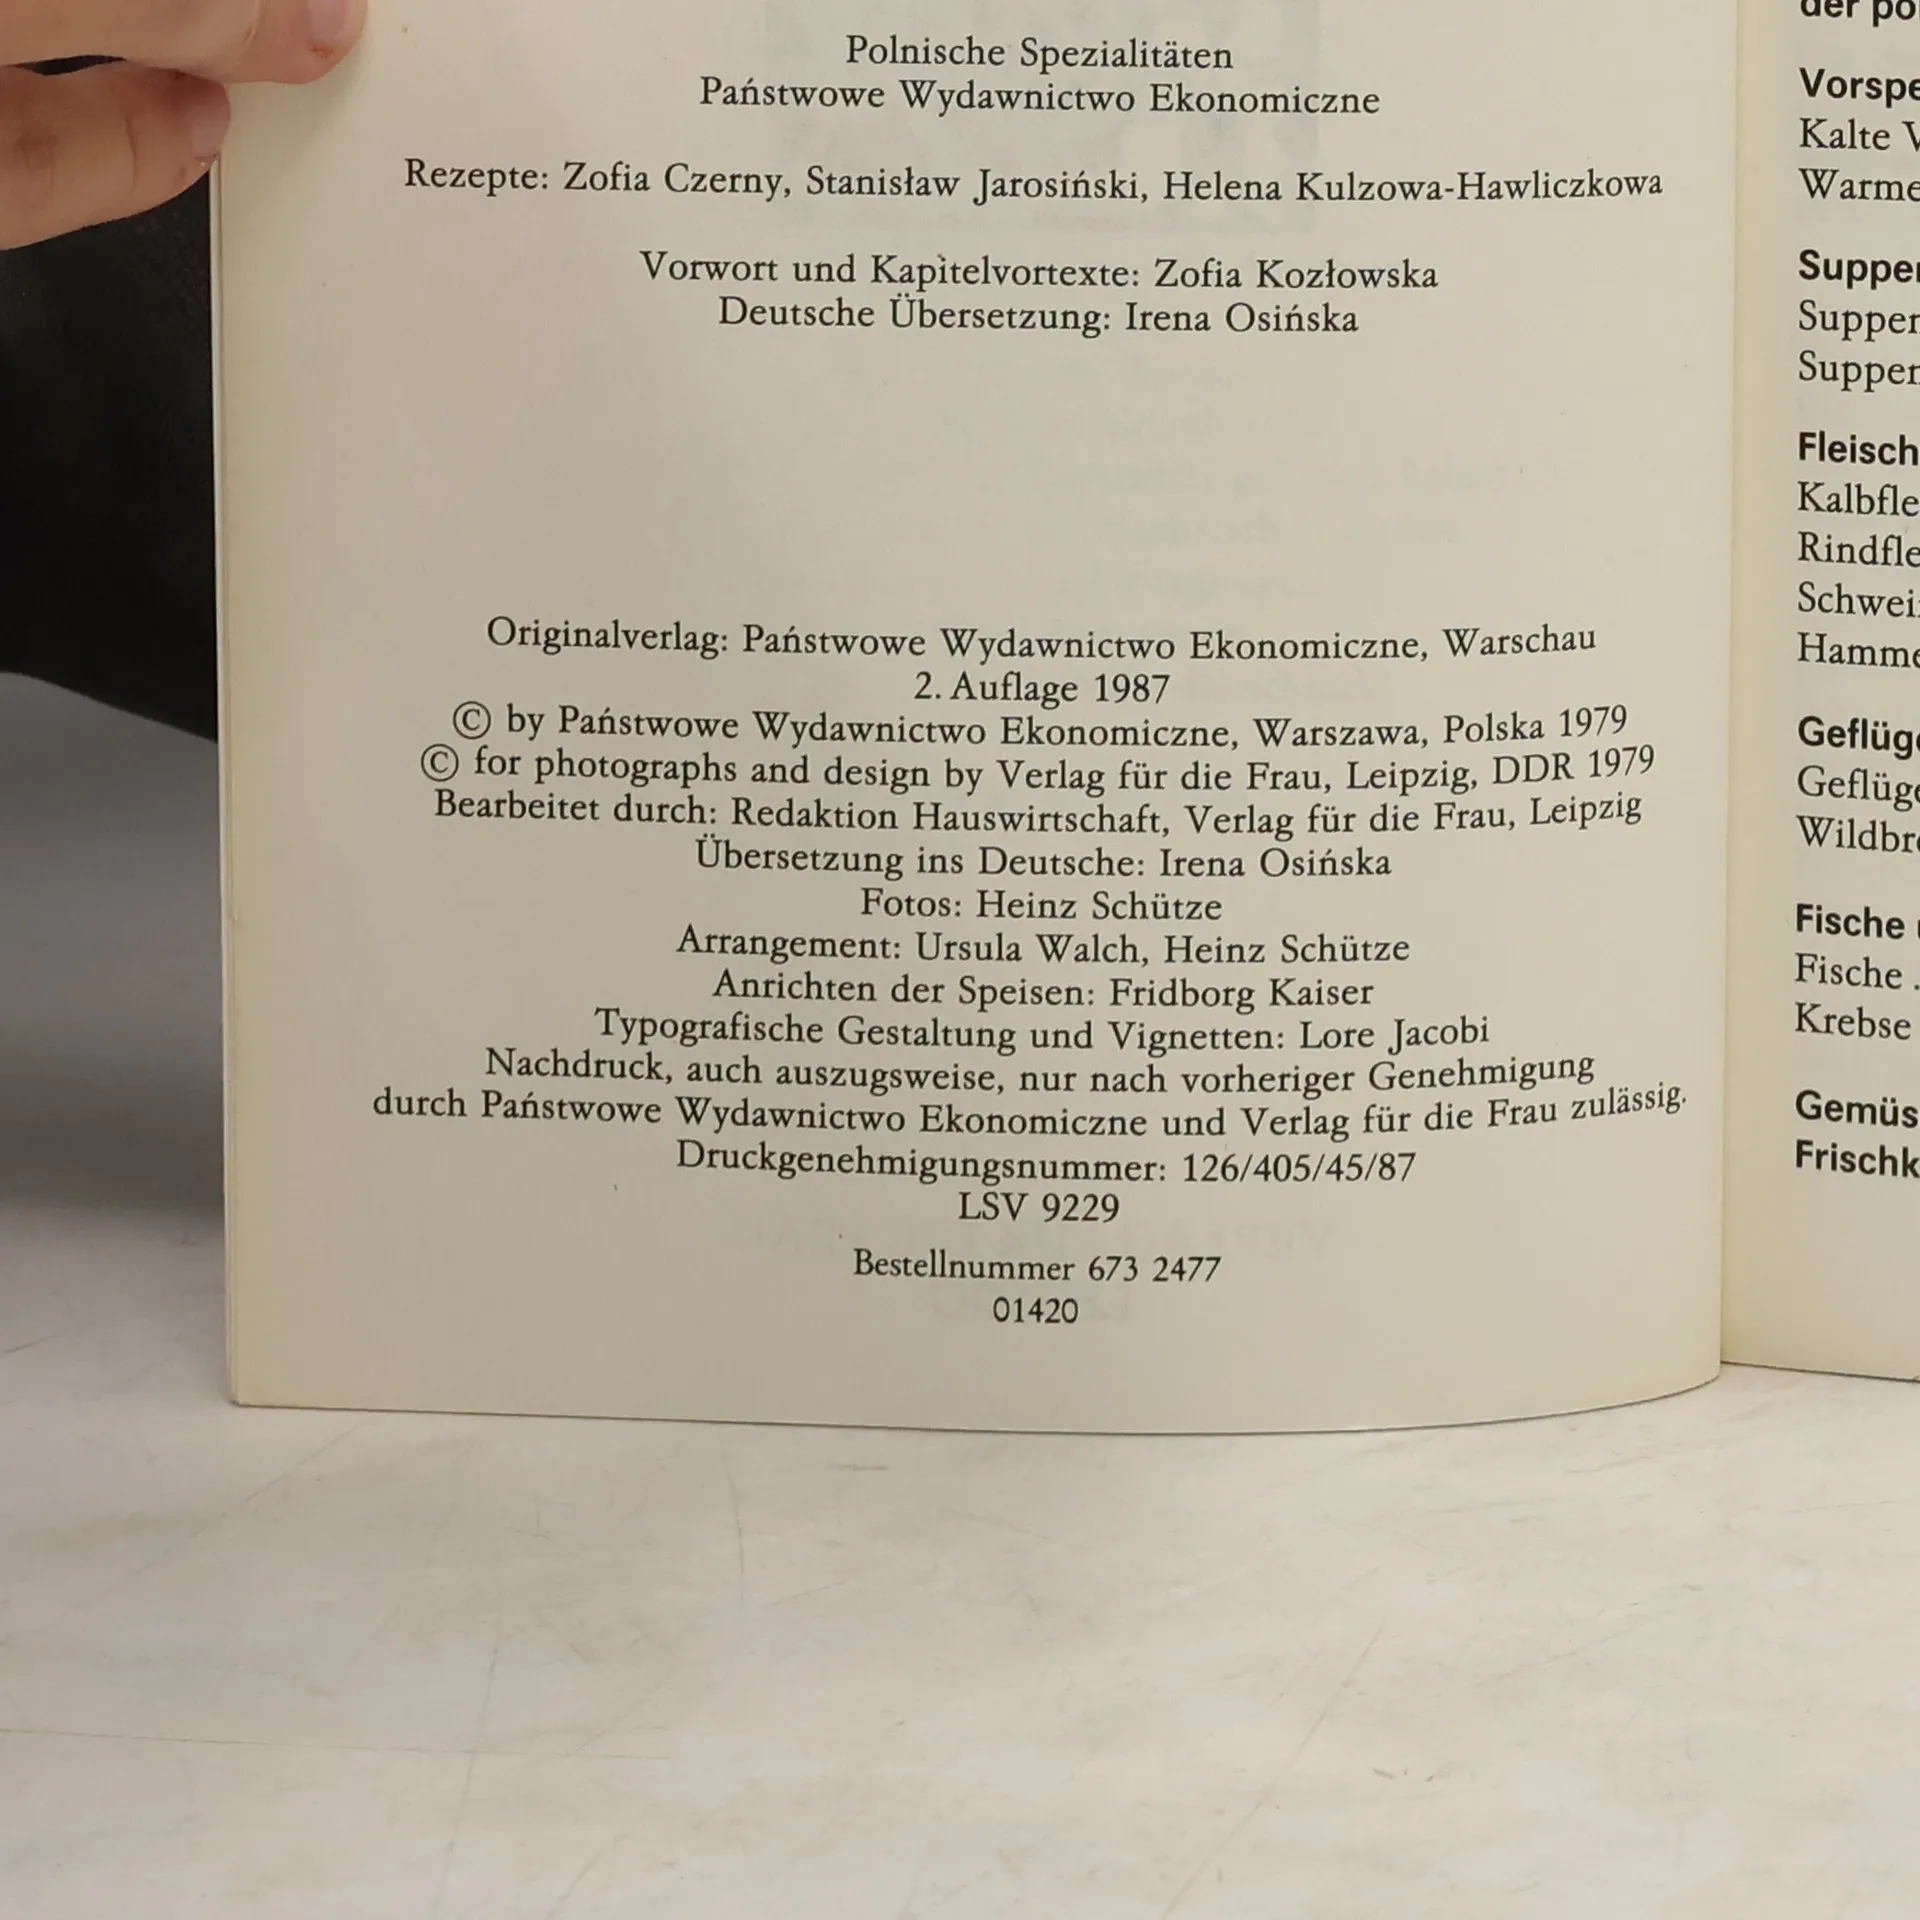 Polnische Spezialitäten
Państwowe Wydawnictwo Ekonomiczne
Rezepte: Zofia Czerny, Stanisław Jarosiński, Helena Kulzowa-Hawliczkowa
Vorwort und Kapitelvortexte: Zofia Kozłowska
Deutsche Übersetzung: Irena Osińska
Originalverlag: Państwowe Wydawnictwo Ekonomiczne, Warschau
2. Auflage 1987
© by Państwowe Wydawnictwo Ekonomiczne, Warszawa, Polska 1979
© for photographs and design by Verlag für die Frau, Leipzig, DDR 1979
Bearbeitet durch: Redaktion Hauswirtschaft, Verlag für die Frau, Leipzig
Übersetzung ins Deutsche: Irena Osińska
Fotos: Heinz Schütze
Arrangement: Ursula Walch, Heinz Schütze
Anrichten der Speisen: Fridborg Kaiser
Typografische Gestaltung und Vignetten: Lore Jacobi
Nachdruck, auch auszugsweise, nur nach vorheriger Genehmigung
durch Państwowe Wydawnictwo Ekonomiczne und Verlag für die Frau zulässig.
Druckgenehmigungsnummer: 126/405/45/87
LSV 9229
Bestellnummer 673 2477
01420
der po
Vorspe
Kalte
Warme
Suppe
Supper
Supper
Fleisch
Kalbfle
Rindfle
Schwei
Hamme
Geflüg
Geflüg
Wildbr
Fische
Fische .
Krebse
Gemüs
Frischk